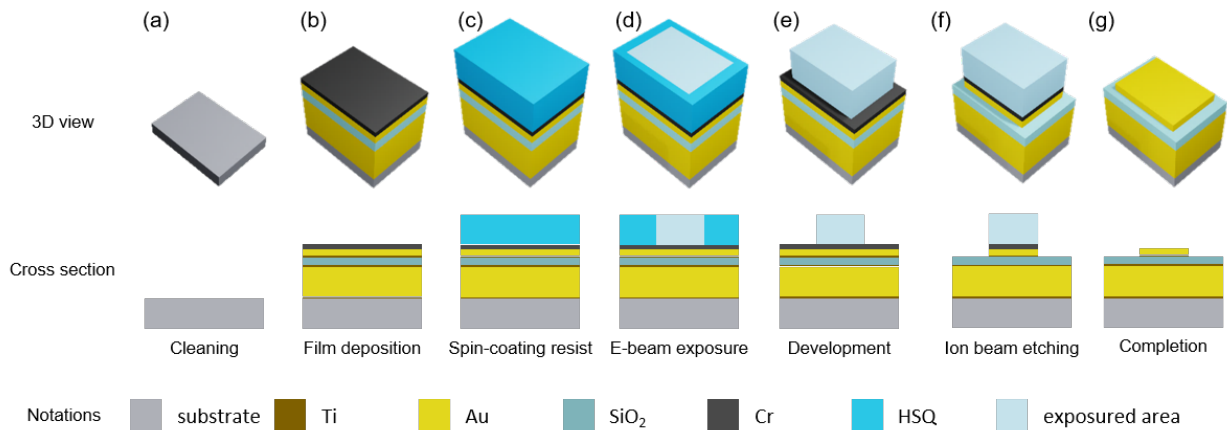 (a) (b) (c) (d) (e) (f) (g)
3D view
Cross section
Cleaning Film deposition Spin-coating resist E-beam exposure Development Ion beam etching Completion
Notations substrate Ti Au SiO₂ Cr HSQ exposured area